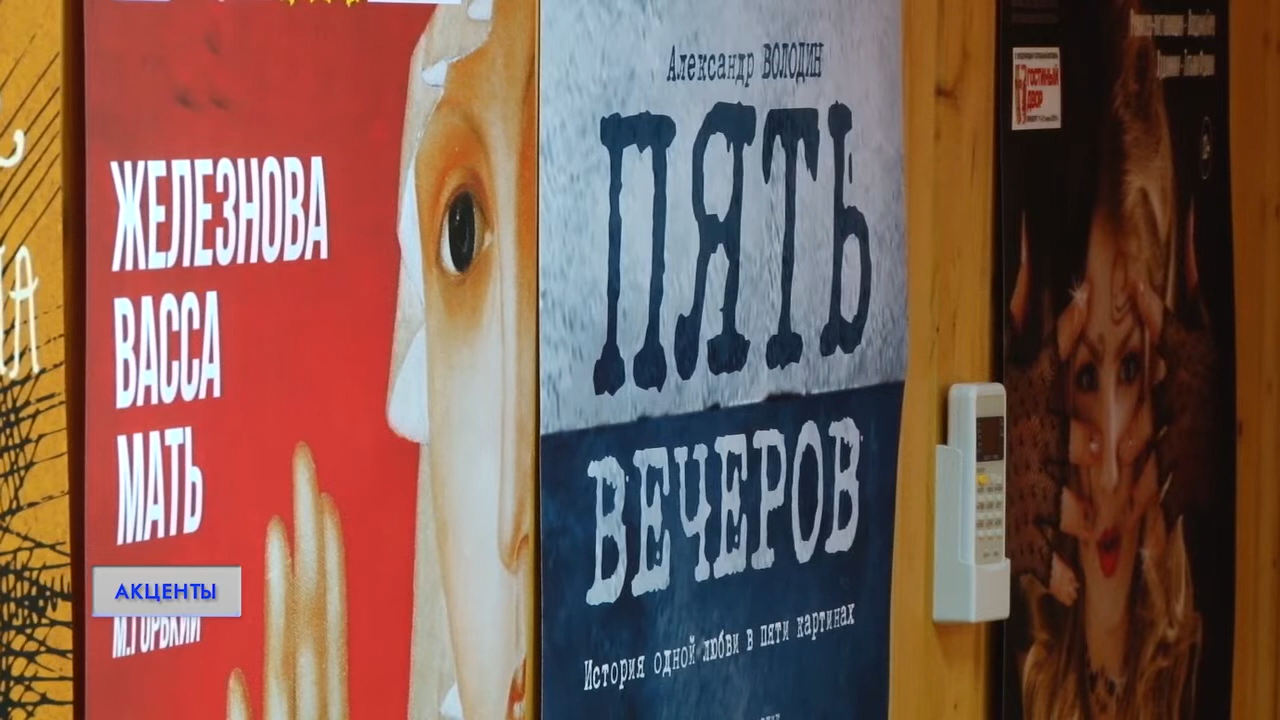 ЖЕЛЕЗНОВА
ВАССА
МАТЬ
М.ГОРЬКИЙ
АКЦЕНТЫ
Александр ВОЛОДИН
ПЯТЬ
ВЕЧЕРОВ
История одной любви в пяти картинах
ГОСТИНЫЙ
ДВОР